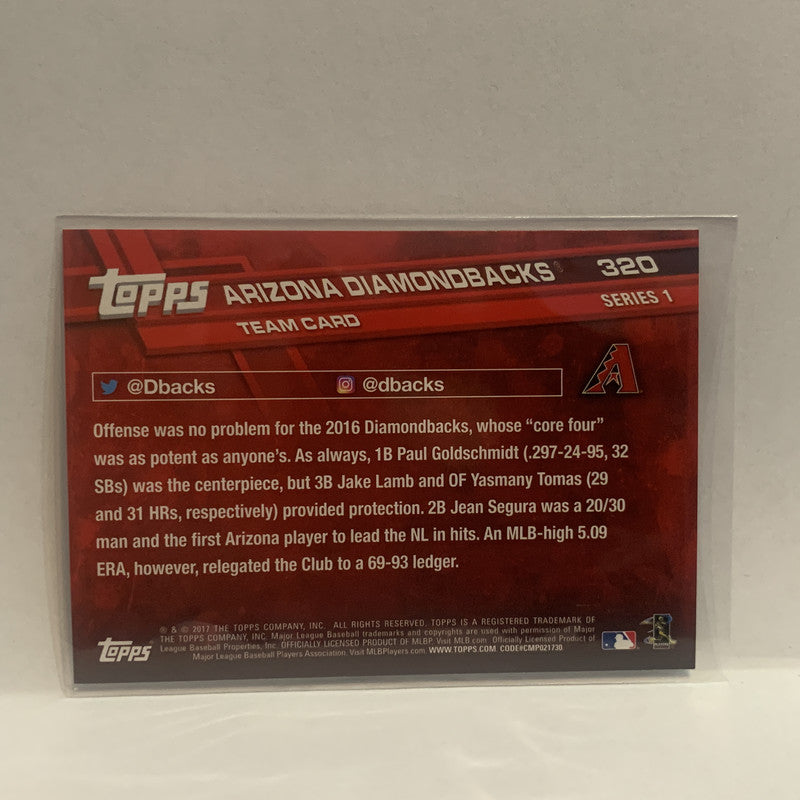 TOPPS ARIZONA DIAMONDBACKS 320
TEAM CARD SERIES 1
@Dbacks @dbacks
Offense was no problem for the 2016 Diamondbacks, whose “core four”
was as potent as anyone’s. As always, 1B Paul Goldschmidt (.297-24-95, 32
SBs) was the centerpiece, but 3B Jake Lamb and OF Yasmany Tomas (29
and 31 HRs, respectively) provided protection. 2B Jean Segura was a 20/30
man and the first Arizona player to lead the NL in hits. An MLB-high 5.09
ERA, however, relegated the Club to a 69-93 ledger.
® & © 2017 THE TOPPS COMPANY, INC. ALL RIGHTS RESERVED. TOPPS IS A REGISTERED TRADEMARK OF
THE TOPPS COMPANY, INC. Major League Baseball trademarks and copyrights are used with permission of Major
League Baseball Properties, Inc. OFFICIALLY LICENSED PRODUCT OF MLBP. Visit MLB.com. Officially Licensed Product of
Major League Baseball Players Association. Visit MLBPlayers.com. WWW.TOPPS.COM CODE#CMP021730
TOPPS